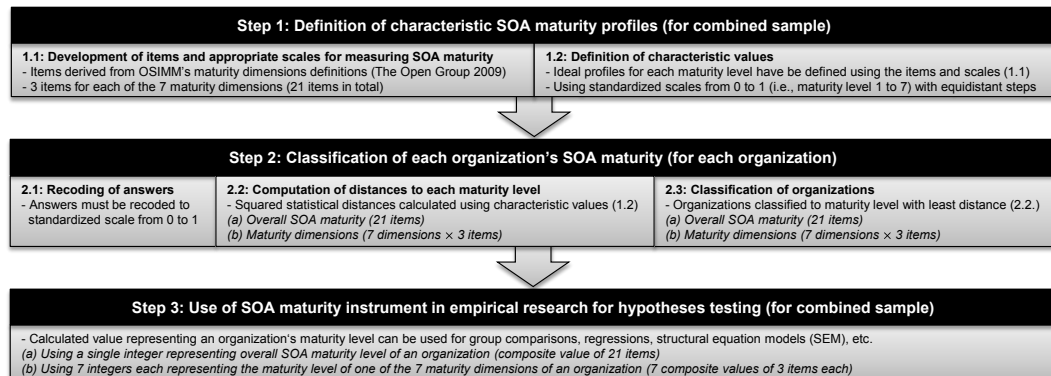 Step 1: Definition of characteristic SOA maturity profiles (for combined sample)
1.1: Development of items and appropriate scales for measuring SOA maturity
- Items derived from OSIMM's maturity dimensions definitions (The Open Group 2009)
- 3 items for each of the 7 maturity dimensions (21 items in total)
1.2: Definition of characteristic values
- Ideal profiles for each maturity level have be defined using the items and scales (1.1)
- Using standardized scales from 0 to 1 (i.e., maturity level 1 to 7) with equidistant steps
Step 2: Classification of each organization's SOA maturity (for each organization)
2.1: Recoding of answers
- Answers must be recoded to
standardized scale from 0 to 1
2.2: Computation of distances to each maturity level
- Squared statistical distances calculated using characteristic values (1.2)
(a) Overall SOA maturity (21 items)
(b) Maturity dimensions (7 dimensions × 3 items)
2.3: Classification of organizations
- Organizations classified to maturity level with least distance (2.2.)
(a) Overall SOA maturity (21 items)
(b) Maturity dimensions (7 dimensions × 3 items)
Step 3: Use of SOA maturity instrument in empirical research for hypotheses testing (for combined sample)
- Calculated value representing an organization's maturity level can be used for group comparisons, regressions, structural equation models (SEM), etc.
(a) Using a single integer representing overall SOA maturity level of an organization (composite value of 21 items)
(b) Using 7 integers each representing the maturity level of one of the 7 maturity dimensions of an organization (7 composite values of 3 items each)